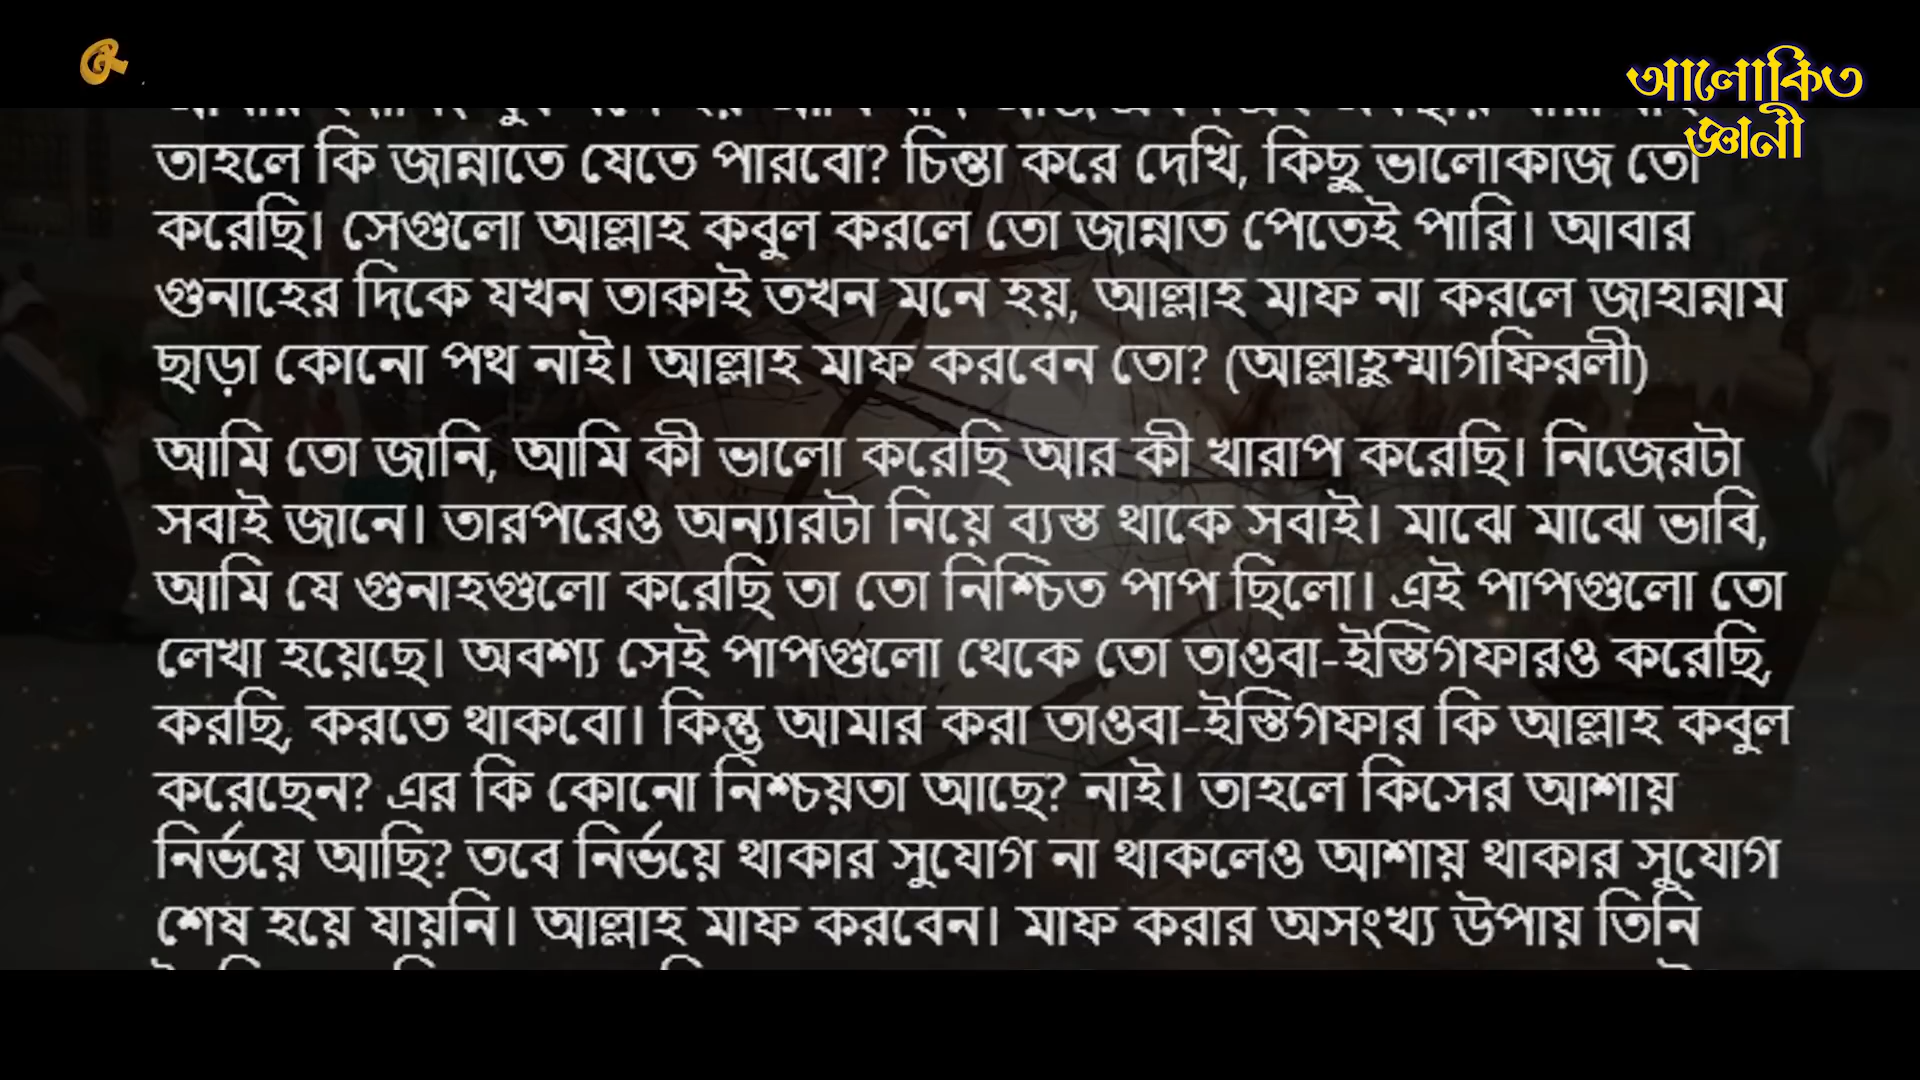 আলোকিত
জ্ঞানী
তাহলে কি জান্নাতে যেতে পারবো? চিন্তা করে দেখি, কিছু ভালোকাজ তো
করেছি। সেগুলো আল্লাহ কবুল করলে তো জান্নাত পেতেই পারি। আবার
গুনাহের দিকে যখন তাকাই তখন মনে হয়, আল্লাহ মাফ না করলে জাহান্নাম
ছাড়া কোনো পথ নাই। আল্লাহ মাফ করবেন তো? (আল্লাহুম্মাগফিরলী)
আমি তো জানি, আমি কী ভালো করেছি আর কী খারাপ করেছি। নিজেরটা
সবাই জানে। তারপরেও অন্যারটা নিয়ে ব্যস্ত থাকে সবাই। মাঝে মাঝে ভাবি,
আমি যে গুনাহগুলো করেছি তা তো নিশ্চিত পাপ ছিলো। এই পাপগুলো তো
লেখা হয়েছে। অবশ্য সেই পাপগুলো থেকে তো তাওবা-ইস্তিগফারও করেছি,
করছি, করতে থাকবো। কিন্তু আমার করা তাওবা-ইস্তিগফার কি আল্লাহ কবুল
করেছেন? এর কি কোনো নিশ্চয়তা আছে? নাই। তাহলে কিসের আশায়
নির্ভয়ে আছি? তবে নির্ভয়ে থাকার সুযোগ না থাকলেও আশায় থাকার সুযোগ
শেষ হয়ে যায়নি। আল্লাহ মাফ করবেন। মাফ করার অসংখ্য উপায় তিনি